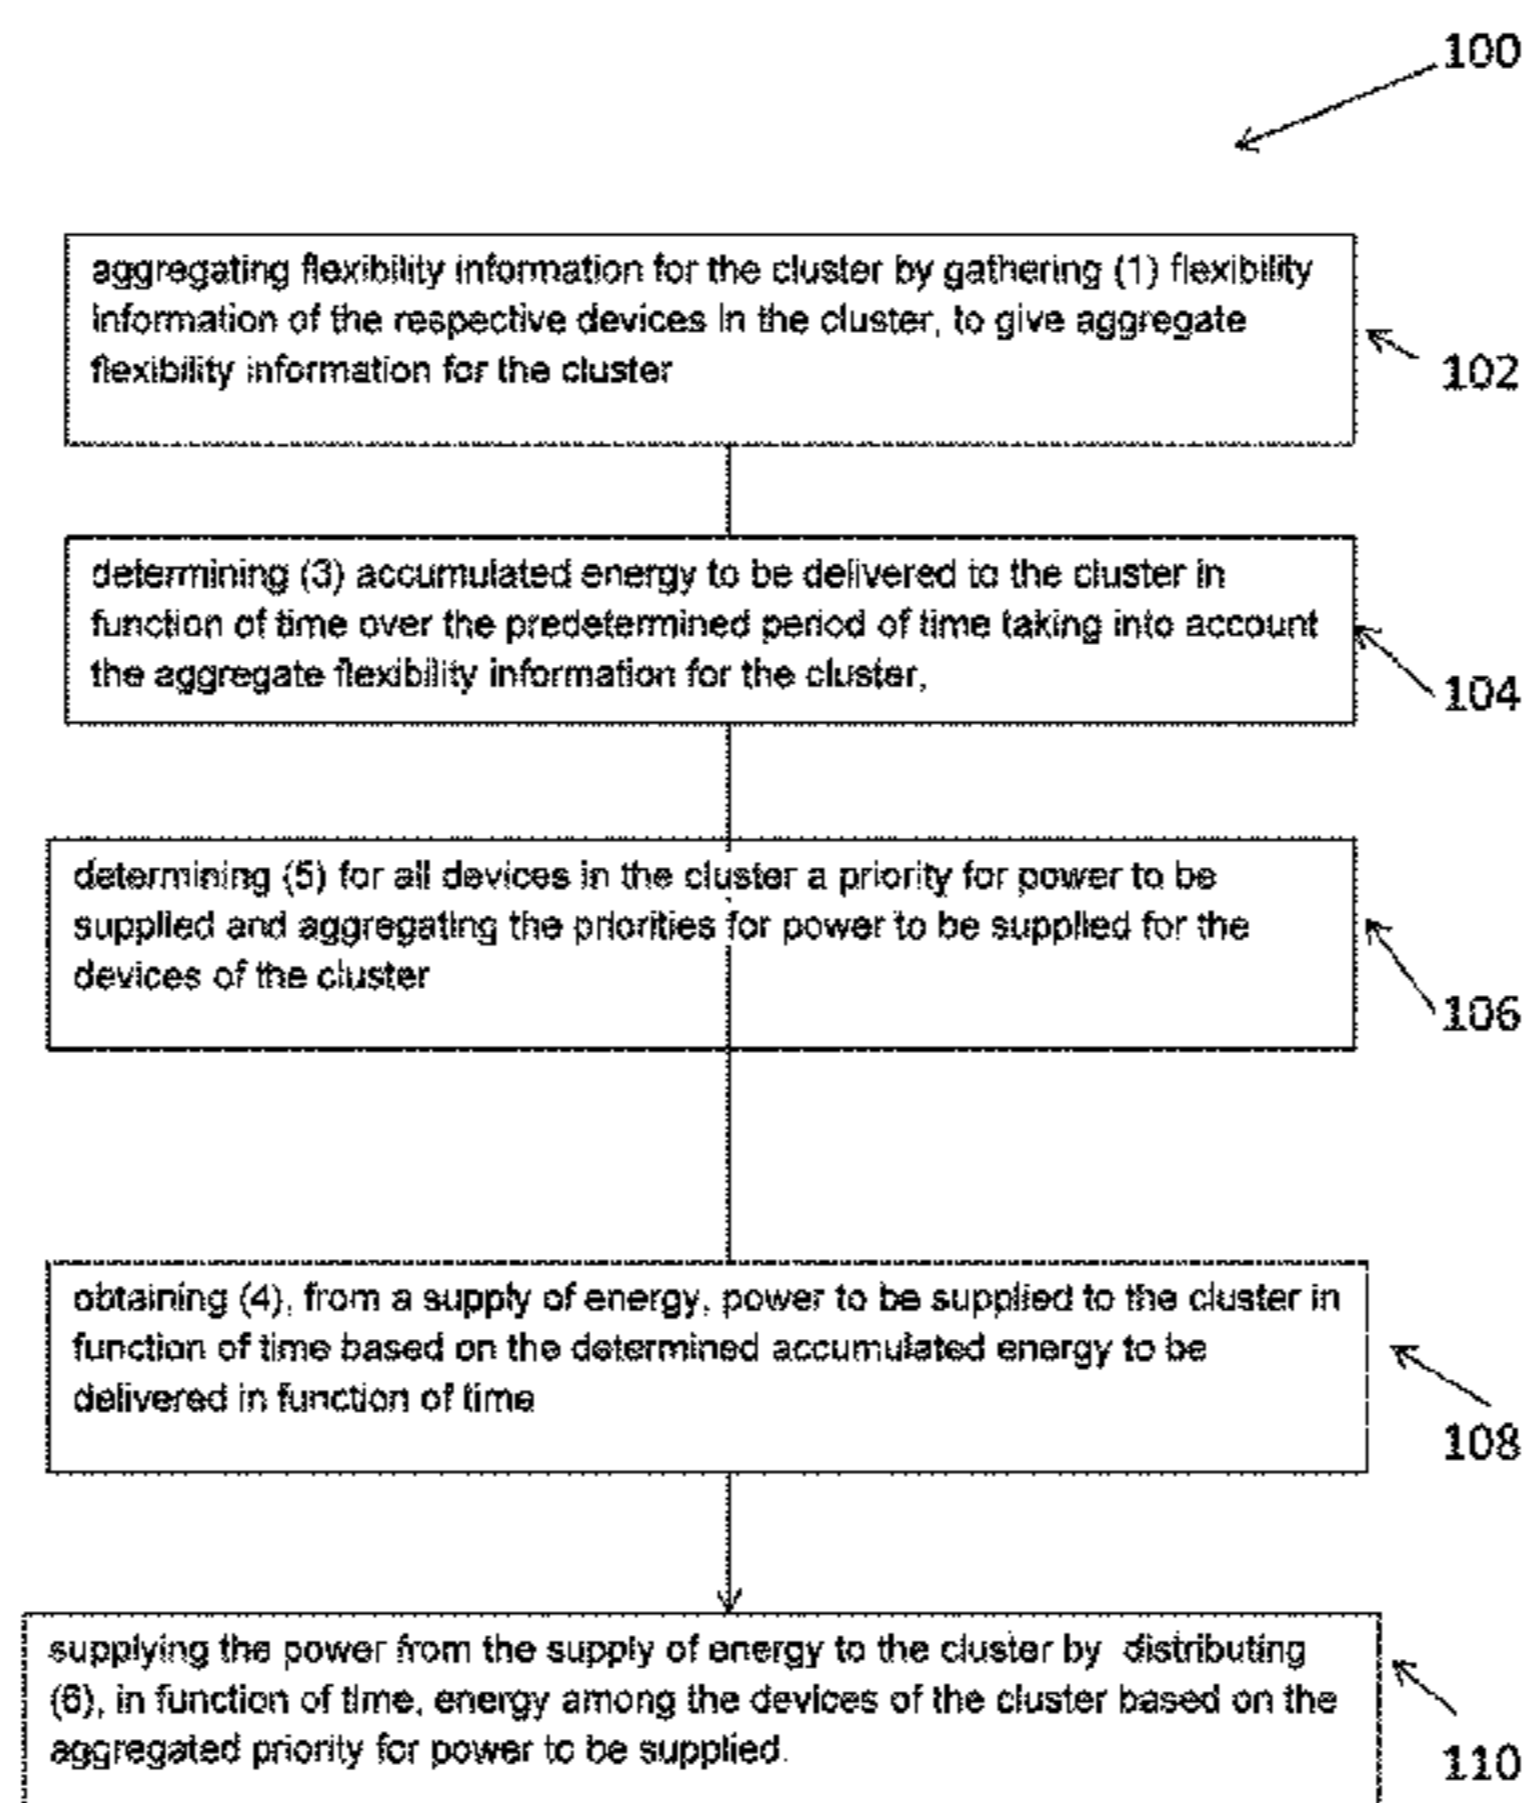 100
aggregating flexibility information for the cluster by gathering (1) flexibility
information of the respective devices in the cluster, to give aggregate
flexibility information for the cluster
102
determining (3) accumulated energy to be delivered to the cluster in
function of time over the predetermined period of time taking into account
the aggregate flexibility information for the cluster,
104
determining (5) for all devices in the cluster a priority for power to be
supplied and aggregating the priorities for power to be supplied for the
devices of the cluster
106
obtaining (4), from a supply of energy, power to be supplied to the cluster in
function of time based on the determined accumulated energy to be
delivered in function of time
108
supplying the power from the supply of energy to the cluster by distributing
(6), in function of time, energy among the devices of the cluster based on the
aggregated priority for power to be supplied.
110